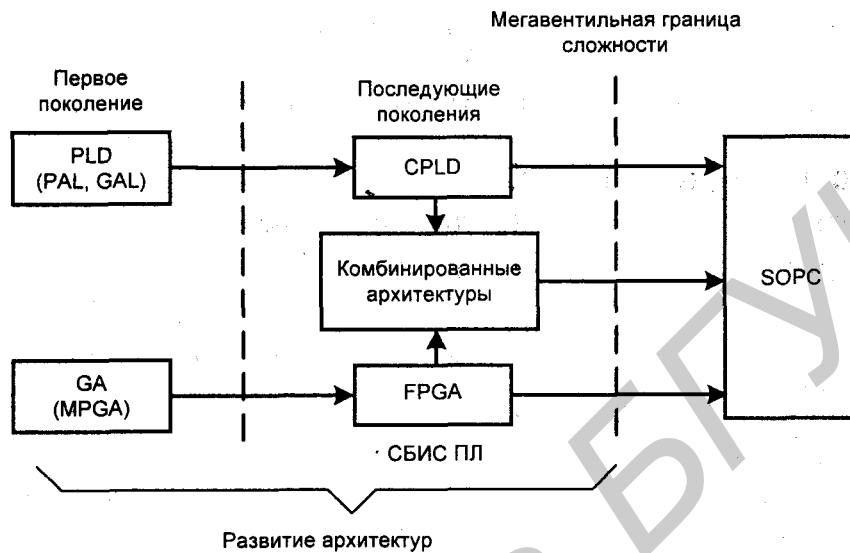 Мегавентильная граница
сложности
Первое
поколение
Последующие
поколения
PLD
(PAL, GAL)
CPLD
Комбинированные
архитектуры
SOPC
GA
(MPGA)
FPGA
СБИС ПЛ
Развитие архитектур